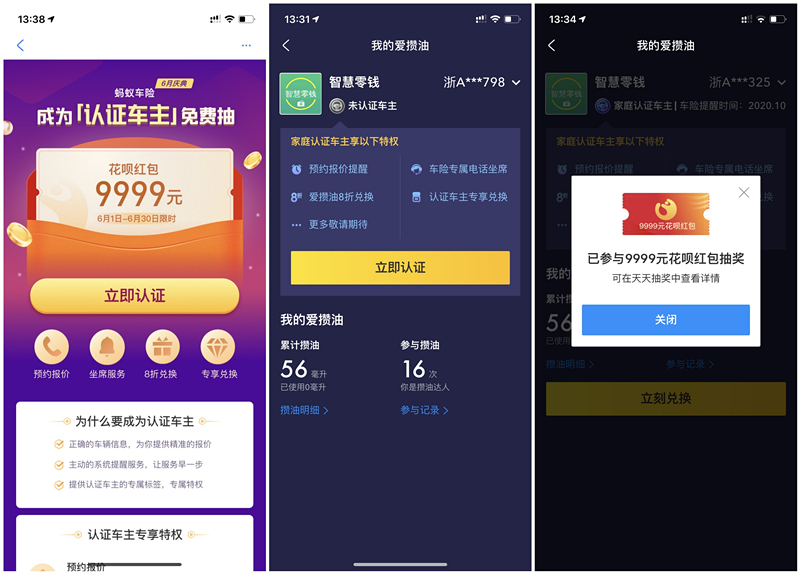 13:38
6月庆典
蚂蚁车险
成为「认证车主」免费抽
花呗红包
9999元
6月1日-6月30日限时
立即认证
预约报价
坐席服务
8折兑换
专享兑换
为什么要成为认证车主
正确的车辆信息，为你提供精准的报价
主动的系统提醒服务，让服务早一步
提供认证车主的专属标签，专属特权
认证车主专享特权
预约报价
13:31
我的爱攒油
智慧零钱
智慧零钱
浙A***798
未认证车主
家庭认证车主享以下特权
预约报价提醒
车险专属电话坐席
8折
爱攒油8折兑换
认证车主专享兑换
更多敬请期待
立即认证
我的爱攒油
累计攒油
参与攒油
56毫升
16次
已使用0毫升
你是攒油达人
攒油明细
参与记录
13:34
我的爱攒油
智慧零钱
智慧零钱
浙A***325
家庭认证车主 | 车险提醒时间：2020.10
家庭认证车主享以下特权
预约报价提醒
车险专属电话坐席
9999元花呗红包
已参与9999元花呗红包抽奖
可在天天抽奖中查看详情
关闭
攒油明细
参与记录
立刻兑换